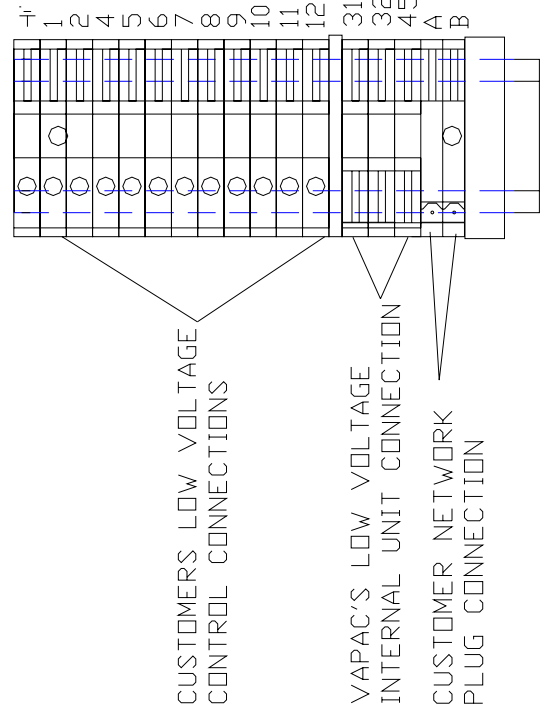 1
2
4
5
6
7
8
9
10
11
12
31
32
45
A
B
CUSTOMERS LOW VOLTAGE
CONTROL CONNECTIONS
VAPAC'S LOW VOLTAGE
INTERNAL UNIT CONNECTION
CUSTOMER NETWORK
PLUG CONNECTION